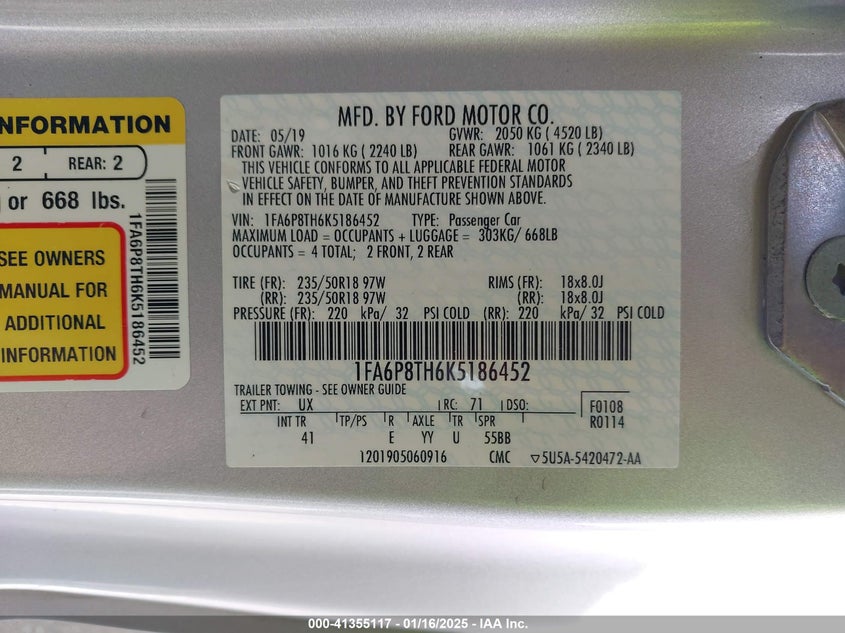 INFORMATION
2 REAR: 2
or 668 lbs.
SEE OWNERS
MANUAL FOR
ADDITIONAL
INFORMATION
1FA6P8TH6K5186452
MFD. BY FORD MOTOR CO.
DATE: 05/19 GVWR: 2050 KG ( 4520 LB)
FRONT GAWR: 1016 KG ( 2240 LB) REAR GAWR: 1061 KG ( 2340 LB)
THIS VEHICLE CONFORMS TO ALL APPLICABLE FEDERAL MOTOR
VEHICLE SAFETY, BUMPER, AND THEFT PREVENTION STANDARDS
IN EFFECT ON THE DATE OF MANUFACTURE SHOWN ABOVE.
VIN: 1FA6P8TH6K5186452 TYPE: Passenger Car
MAXIMUM LOAD = OCCUPANTS + LUGGAGE = 303KG/ 668LB
OCCUPANTS = 4 TOTAL; 2 FRONT, 2 REAR
TIRE (FR): 235/50R18 97W RIMS (FR): 18x8.0J
(RR): 235/50R18 97W (RR): 18x8.0J
PRESSURE (FR): 220 kPa/ 32 PSI COLD (RR): 220 kPa/ 32 PSI COLD
1FA6P8TH6K5186452
TRAILER TOWING - SEE OWNER GUIDE
EXT PNT: UX RC: 71 DSO: F0108
INT TR TP/PS R AXLE TR SPR R0114
41 E YY U 55BB
1201905060916 CMC ▽5U5A-5420472-AA
000-41355117 - 01/16/2025 - IAA Inc.